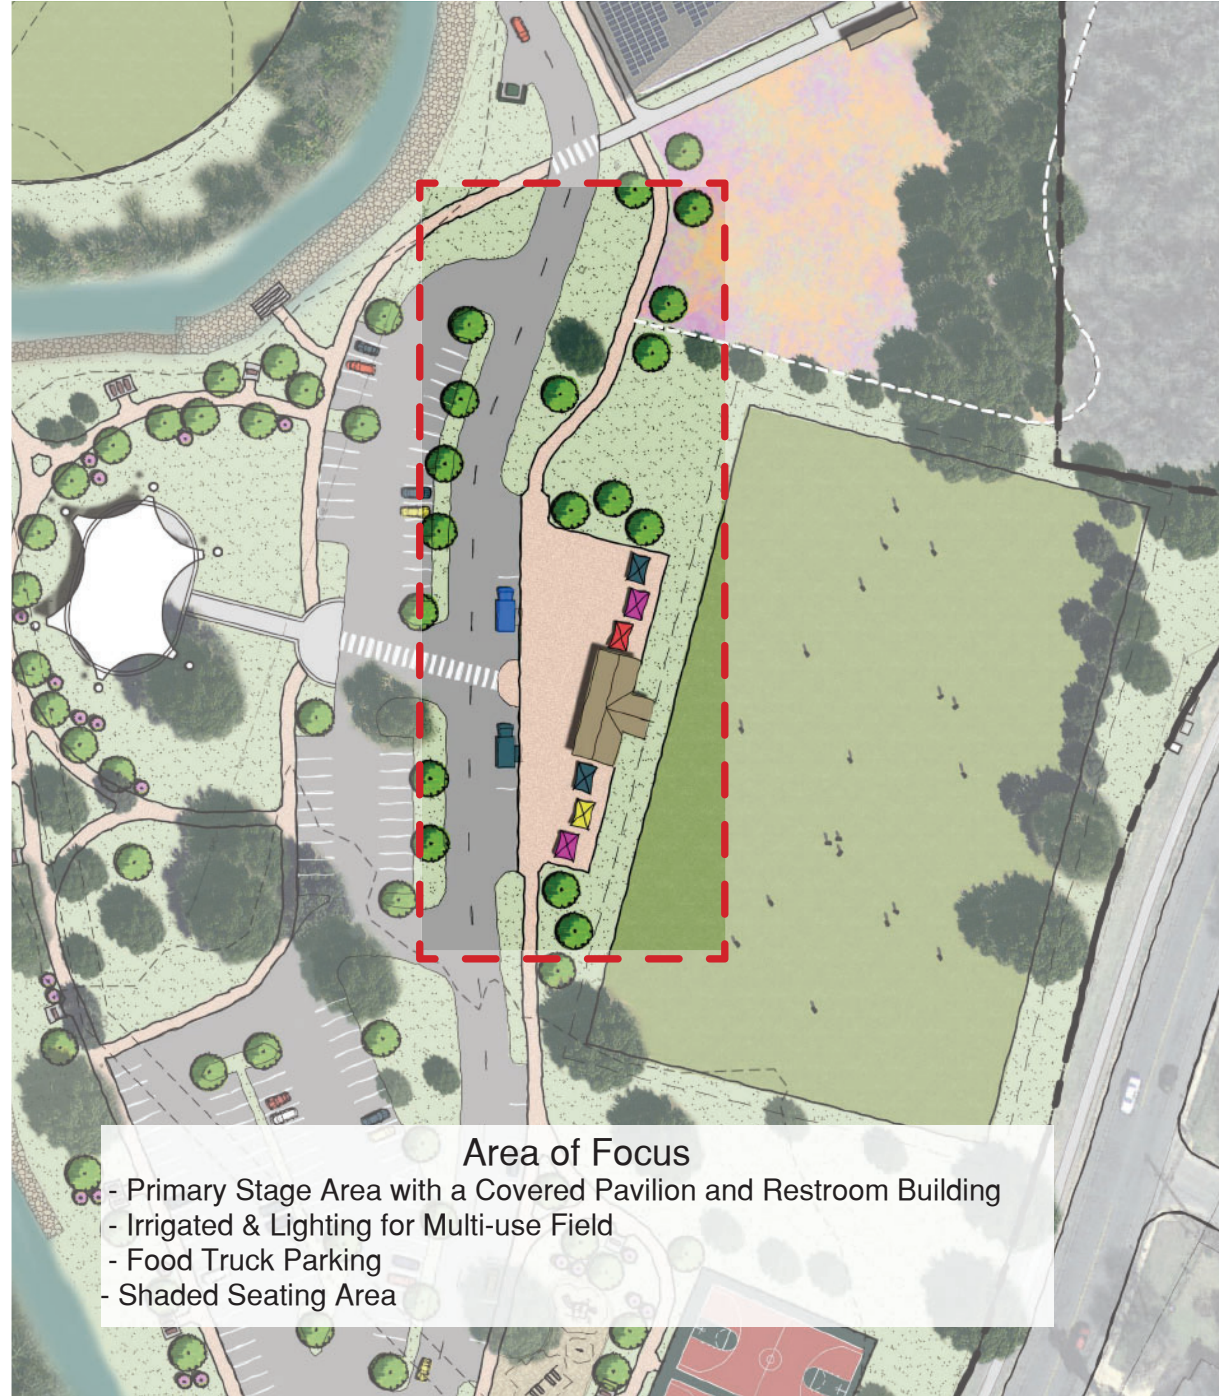 Area of Focus
- Primary Stage Area with a Covered Pavilion and Restroom Building
- Irrigated & Lighting for Multi-use Field
- Food Truck Parking
- Shaded Seating Area